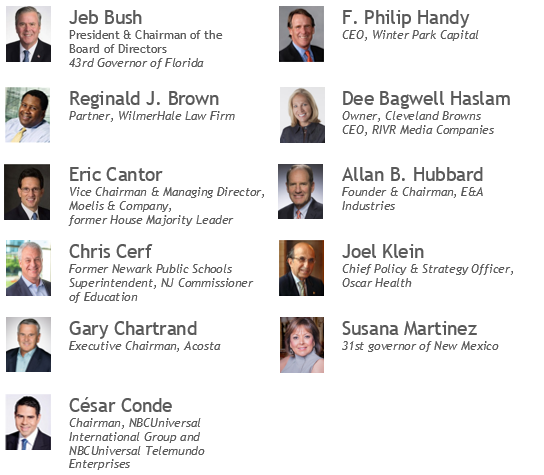 Jeb Bush
President & Chairman of the
Board of Directors
43rd Governor of Florida
Reginald J. Brown
Partner, WilmerHale Law Firm
Eric Cantor
Vice Chairman & Managing Director,
Moelis & Company,
former House Majority Leader
Chris Cerf
Former Newark Public Schools
Superintendent, NJ Commissioner
of Education
Gary Chartrand
Executive Chairman, Acosta
César Conde
Chairman, NBCUniversal
International Group and
NBCUniversal Telemundo
Enterprises
F. Philip Handy
CEO, Winter Park Capital
Dee Bagwell Haslam
Owner, Cleveland Browns
CEO, RIVR Media Companies
Allan B. Hubbard
Founder & Chairman, E&A
Industries
Joel Klein
Chief Policy & Strategy Officer,
Oscar Health
Susana Martinez
31st governor of New Mexico